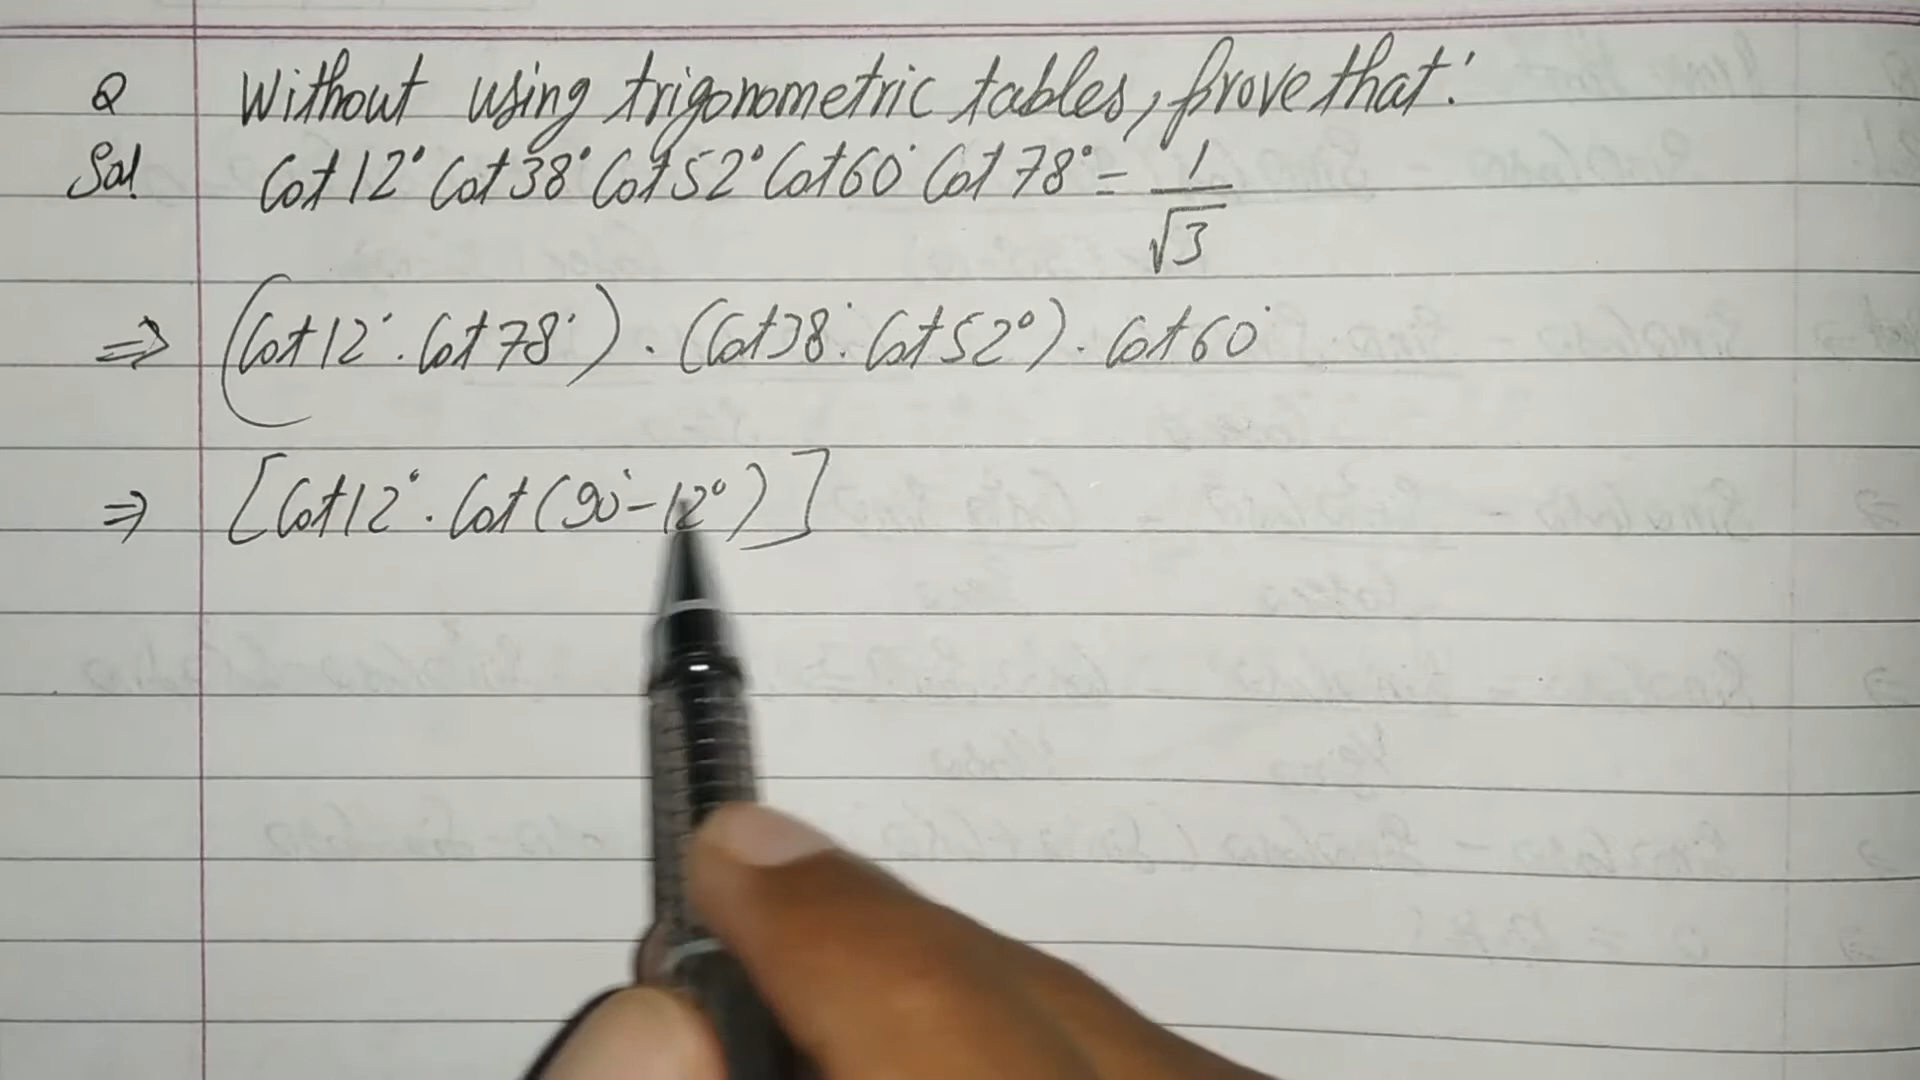 Q Without using trigonometric tables, prove that:
Sol. Cot 12° Cot 38° Cot 52° Cot 60° Cot 78° = 1/√3
⇒ (Cot 12° . Cot 78°) . (Cot 38° . Cot 52°) . Cot 60°
⇒ [Cot 12° . Cot (90° - 12°)]